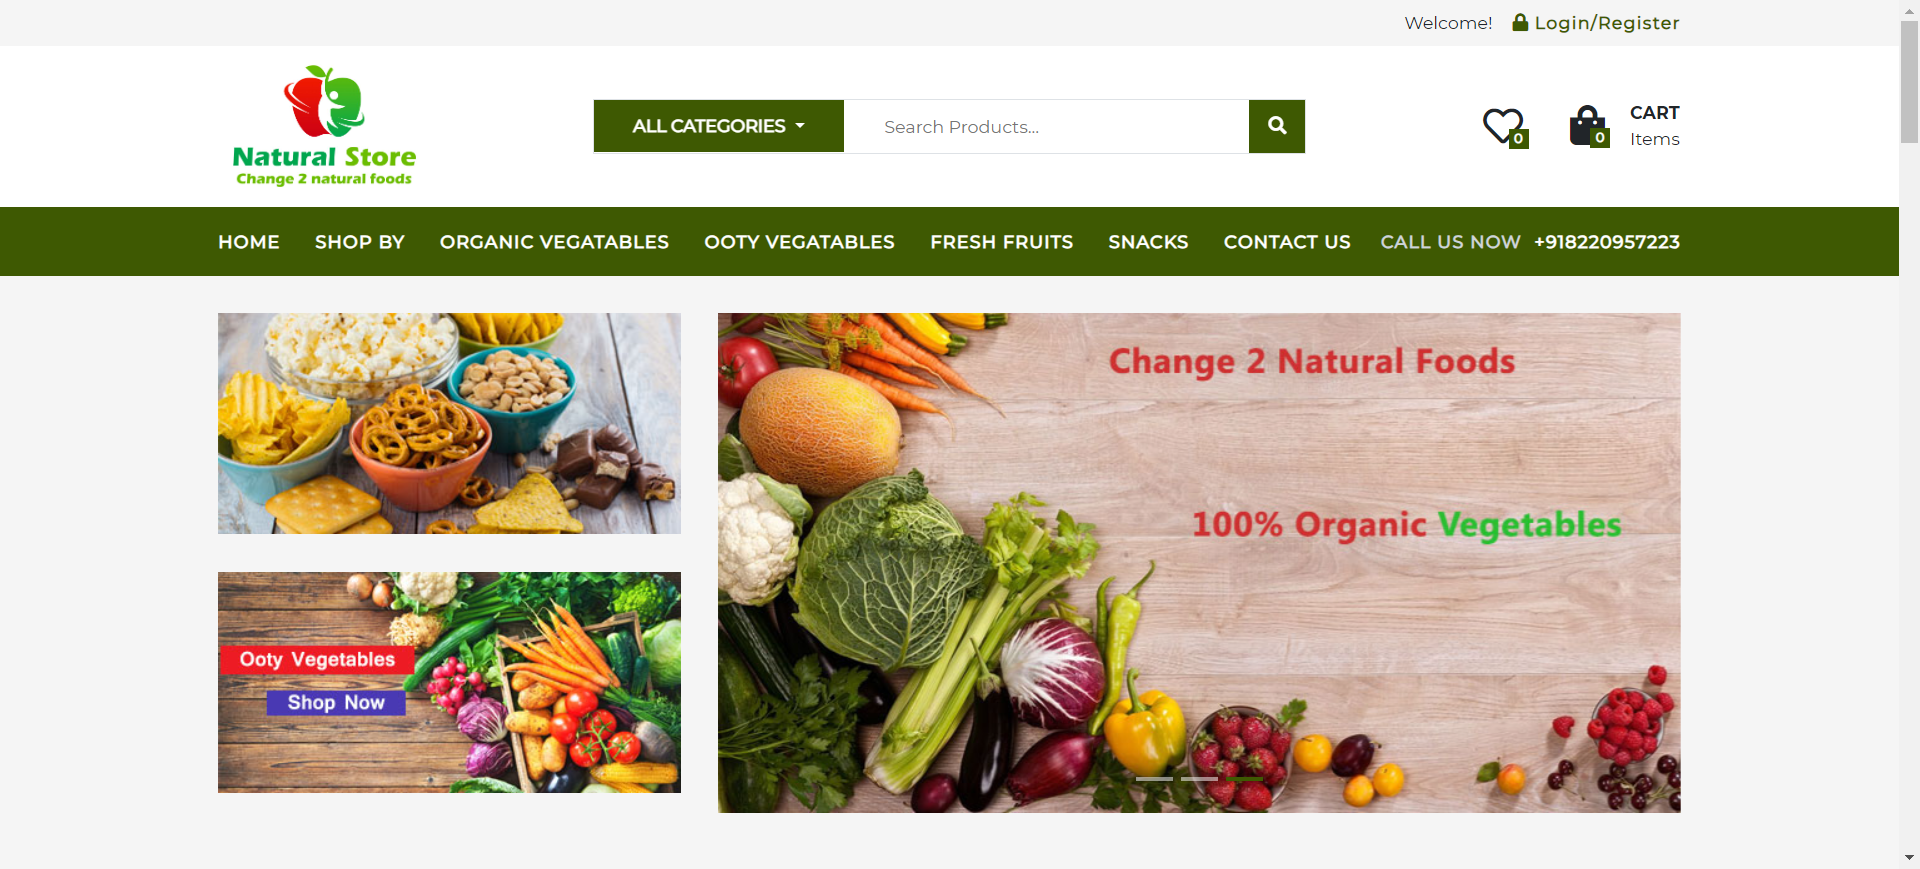 Welcome! Login/Register
Natural Store
Change 2 natural foods
ALL CATEGORIES
Search Products...
0
0
CART
Items
HOME SHOP BY ORGANIC VEGATABLES OOTY VEGATABLES FRESH FRUITS SNACKS CONTACT US CALL US NOW +918220957223
Change 2 Natural Foods
100% Organic Vegetables
Ooty Vegetables
Shop Now